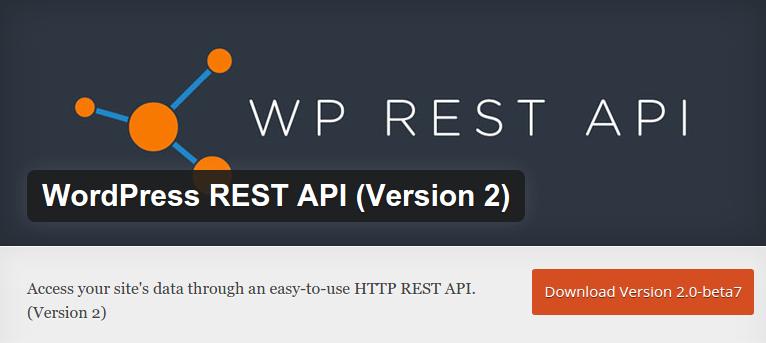 WP REST API
WordPress REST API (Version 2)
Access your site's data through an easy-to-use HTTP REST API.
(Version 2)
Download Version 2.0-beta7